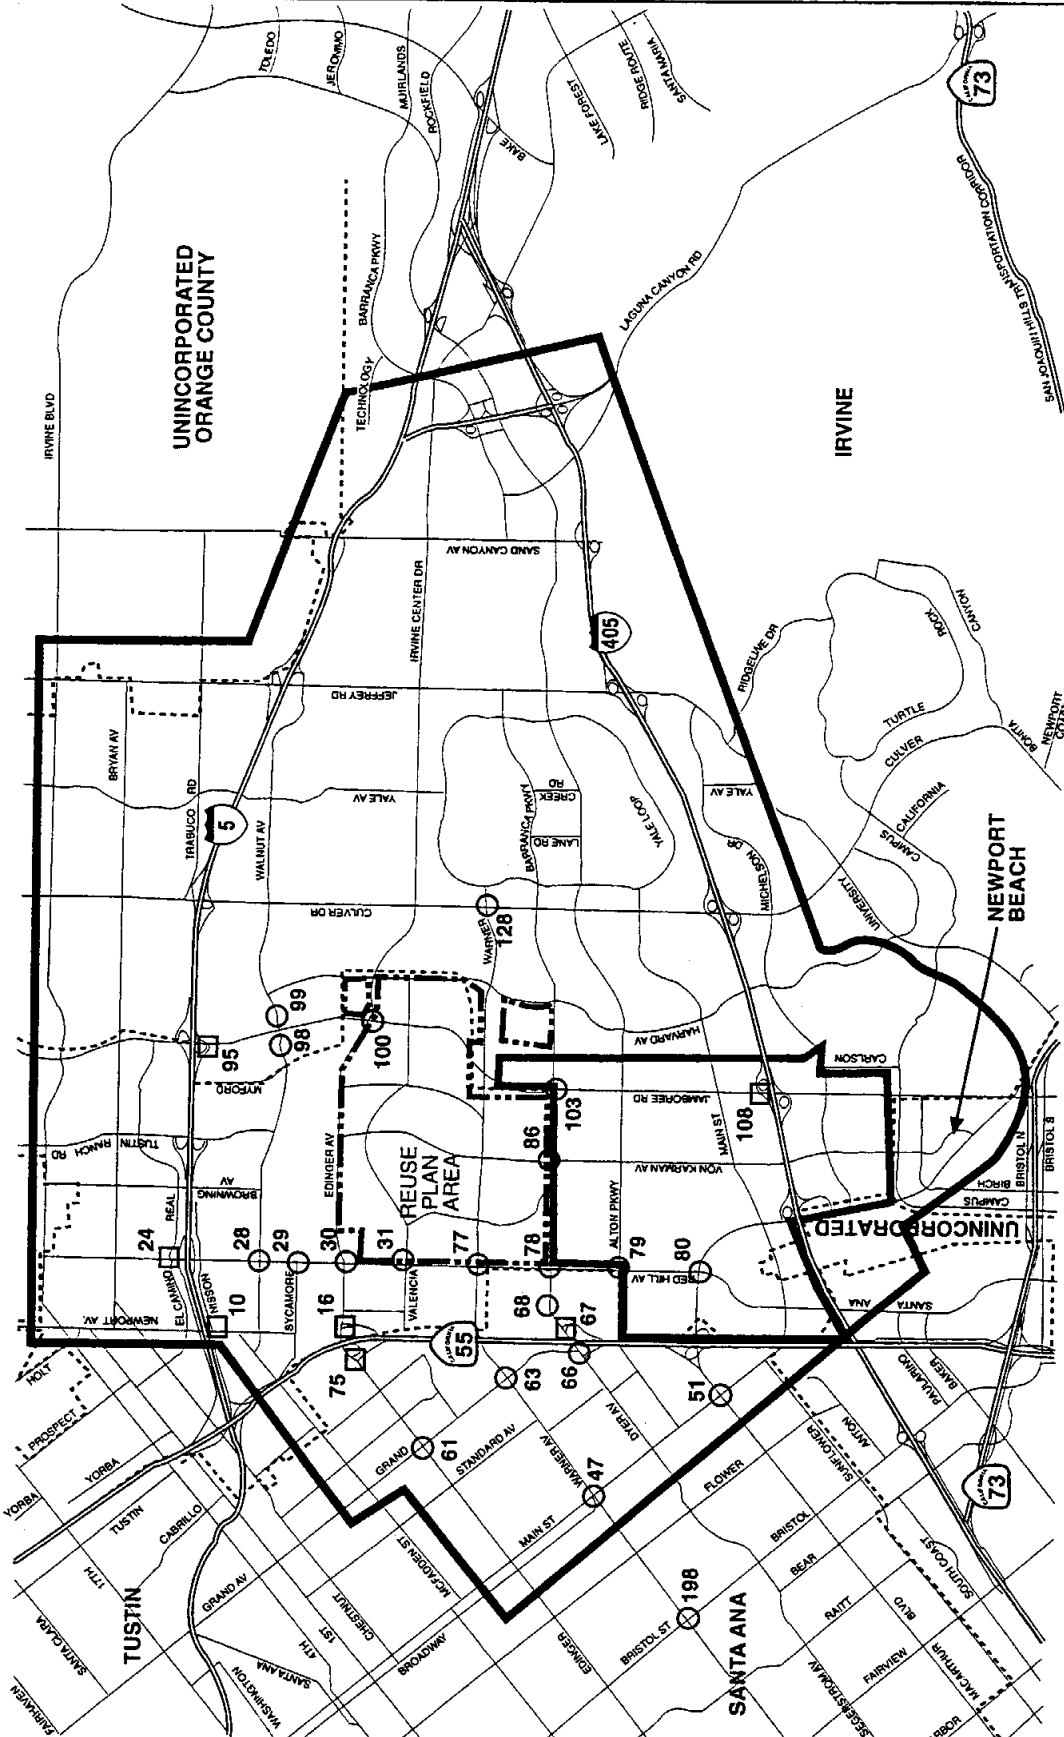 TOLEDO
JERONIMO
MUIRLANDS
ROCKFIELD
BAKE
LAKE FOREST
RIDGE ROUTE
SANTA MARIA
73
SAN JOAQUIN HILLS TRANSPORTATION CORRIDOR
UNINCORPORATED
ORANGE COUNTY
IRVINE BLVD
BARRANCA PKWY
TECHNOLOGY
LAGUNA CANYON RD
IRVINE
SAND CANYON AV
IRVINE CENTER DR
JEFFREY RD
405
RIDGELINE DR
ROCK
CANYON
TURTLE
CULVER
BONITA
NEWPORT
BRYAN AV
TRABUCO RD
5
WALNUT AV
YALE AV
BARRANCA PKWY
CREEK
RD
LANE RD
YALE LOOP
YALE AV
MICHELSON
DR
CAMPUS
CALIFORNIA
UNIVERSITY
NEWPORT
BEACH
CULVER DR
WARNER
128
HARVARD AV
99
98
95
100
MYFORD
CARLSON
JAMBOREE RD
103
108
MAIN ST
TUSTIN RANCH RD
EDINGER AV
REUSE
PLAN
AREA
86
VON KARMAN AV
BIRCH
CAMPUS
BRISTOL N
BRISTOL S
UNINCORPORATED
REAL
BROWNING
AV
24
28
29
30
31
77
78
79
80
ALTON PKWY
RED HILL AV
SANTA
ANA
EL CAMINO
NISSON
NEWPORT AV.
10
SYCAMORE
16
VALENCIA
68
67
55
75
66
63
51
61
47
198
HOLT
PROSPECT
YORBA
YORBA
17TH
TUSTIN
CABRILLO
GRAND
STANDARD AV
WARNER AV
DYER AV
FLOWER
SUNFLOWER
ANTON
PAULARINO
BAKER
73
MAIN ST
BRISTOL
BEAR
SOUTH COAST
TUSTIN
SANTA CLARA
FAIRHAVEN
GRAND AV
4TH
1ST
CHESTNUT
MCFADDEN ST
BROADWAY
SANTA ANA
WASHINGTON
EDINGER
BRISTOL ST
SANTA ANA
RAITT
BLVD
FAIRVIEW
MACARTHUR
SEGERSTROM AV